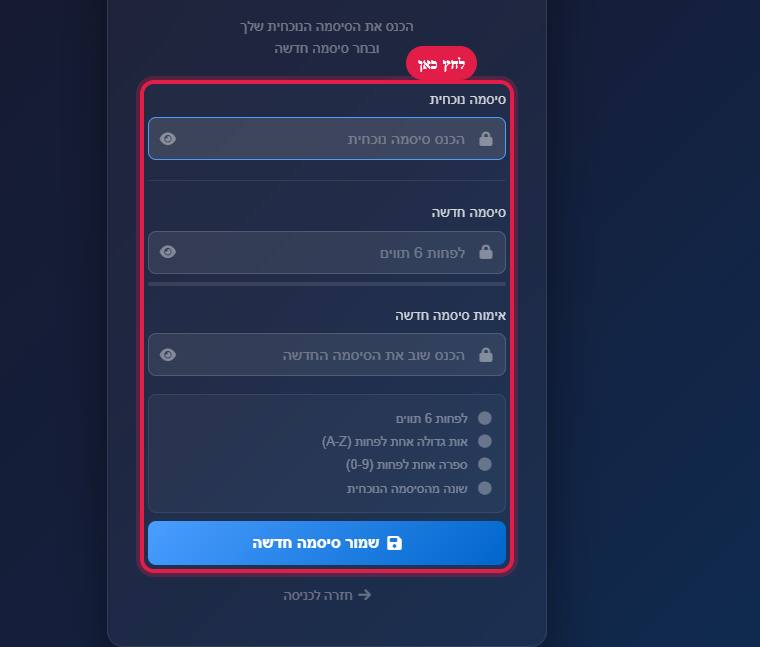 הכנס את הסיסמה הנוכחית שלך
ובחר סיסמה חדשה
לחץ כאן
סיסמה נוכחית
הכנס סיסמה נוכחית
סיסמה חדשה
לפחות 6 תווים
אימות סיסמה חדשה
הכנס שוב את הסיסמה החדשה
לפחות 6 תווים
אות גדולה אחת לפחות (A-Z)
ספרה אחת לפחות (0-9)
שונה מהסיסמה הנוכחית
שמור סיסמה חדשה
חזרה לכניסה